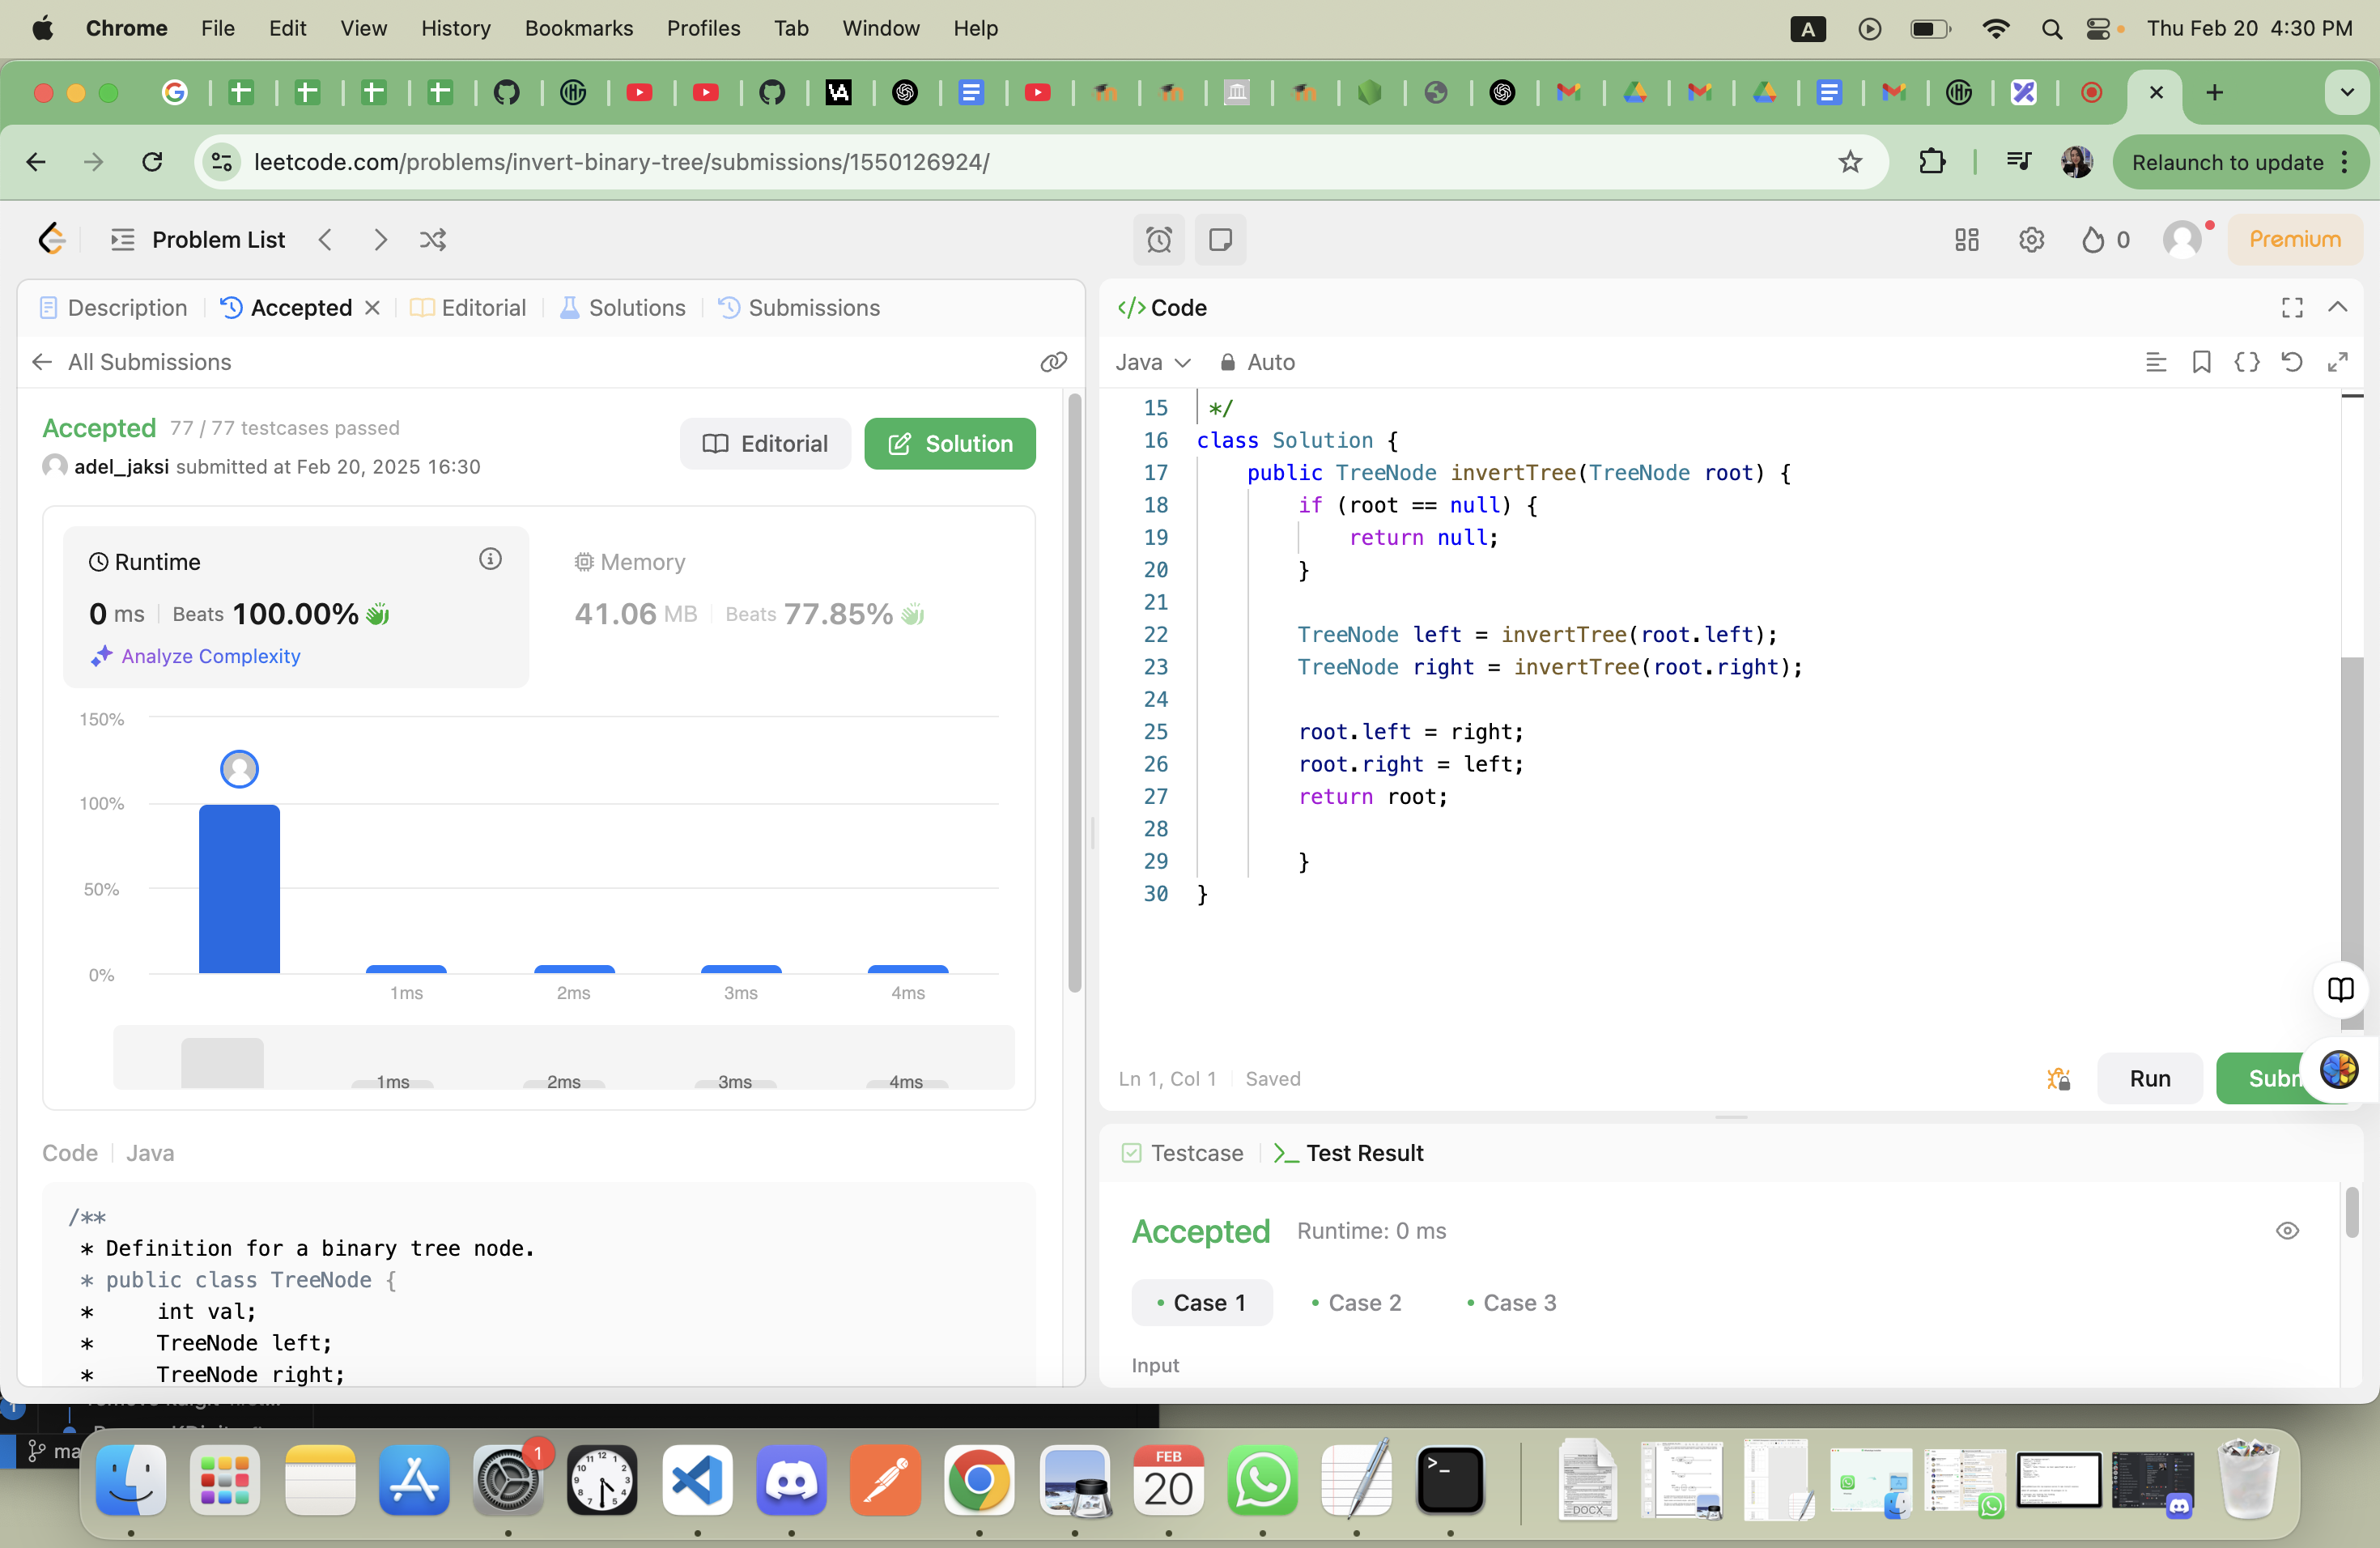 Chrome File Edit View History Bookmarks Profiles Tab Window Help A Thu Feb 20 4:30 PM
leetcode.com/problems/invert-binary-tree/submissions/1550126924/ Relaunch to update
Problem List 0 Premium
Description Accepted Editorial Solutions Submissions
All Submissions
Accepted 77 / 77 testcases passed
adel_jaksi submitted at Feb 20, 2025 16:30
Editorial Solution
Runtime
0 ms Beats 100.00%
Analyze Complexity
Memory
41.06 MB Beats 77.85%
150%
100%
50%
0%
1ms 2ms 3ms 4ms
1ms 2ms 3ms 4ms
Code Java
/**
* Definition for a binary tree node.
* public class TreeNode {
* int val;
* TreeNode left;
* TreeNode right;
</> Code
Java Auto
15 */
16 class Solution {
17 public TreeNode invertTree(TreeNode root) {
18 if (root == null) {
19 return null;
20 }
21
22 TreeNode left = invertTree(root.left);
23 TreeNode right = invertTree(root.right);
24
25 root.left = right;
26 root.right = left;
27 return root;
28
29 }
30 }
Ln 1, Col 1 Saved Run Subm
Testcase Test Result
Accepted Runtime: 0 ms
Case 1 Case 2 Case 3
Input
1
ma
1
FEB
20
DOCX